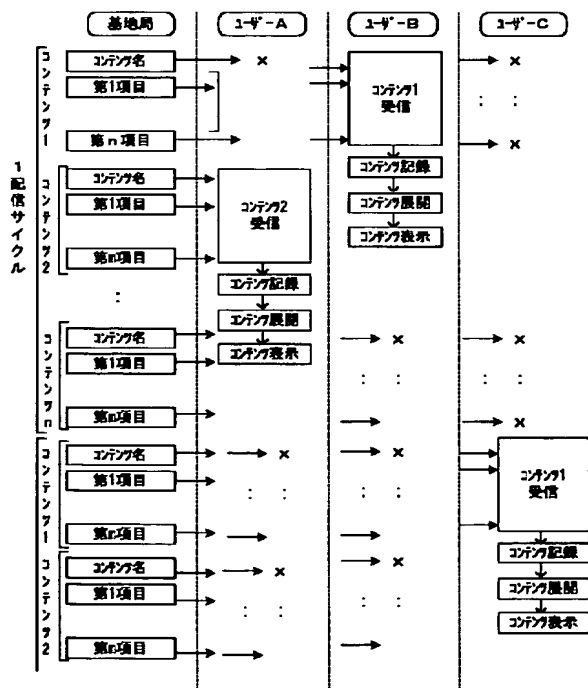 基地局
ユーザーA
ユーザーB
ユーザーC
1配信サイクル
コンテンツ1
コンテンツ名
第1項目
第n項目
×
コンテンツ1
受信
コンテンツ記録
コンテンツ展開
コンテンツ表示
×
×
コンテンツ2
コンテンツ名
第1項目
第m項目
コンテンツ2
受信
コンテンツ記録
コンテンツ展開
コンテンツ表示
コンテンツn
コンテンツ名
第1項目
第m項目
×
×
×
コンテンツ1
コンテンツ名
第1項目
第m項目
×
×
コンテンツ1
受信
コンテンツ記録
コンテンツ展開
コンテンツ表示
コンテンツ2
コンテンツ名
第1項目
第m項目
×
×